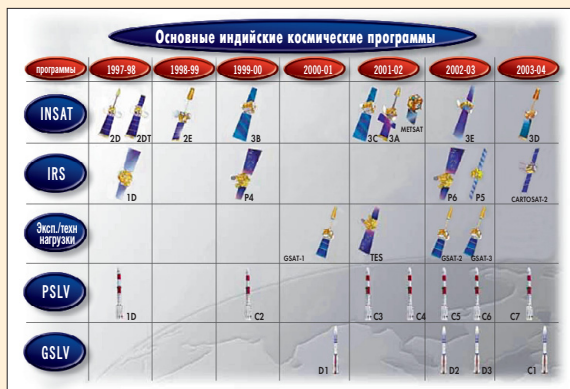 Основные индийские космические программы
программы 1997-98 1998-99 1999-00 2000-01 2001-02 2002-03 2003-04
INSAT 2D 2DT 2E 3B 3C 3A METSAT 3E 3D
IRS 1D P4 P6 P5 CARTOSAT-2
Эксп./техн
нагрузки
GSAT-1 TES GSAT-2 GSAT-3
PSLV 1D C2 C3 C4 C5 C6 C7
GSLV D1 D2 D3 C1